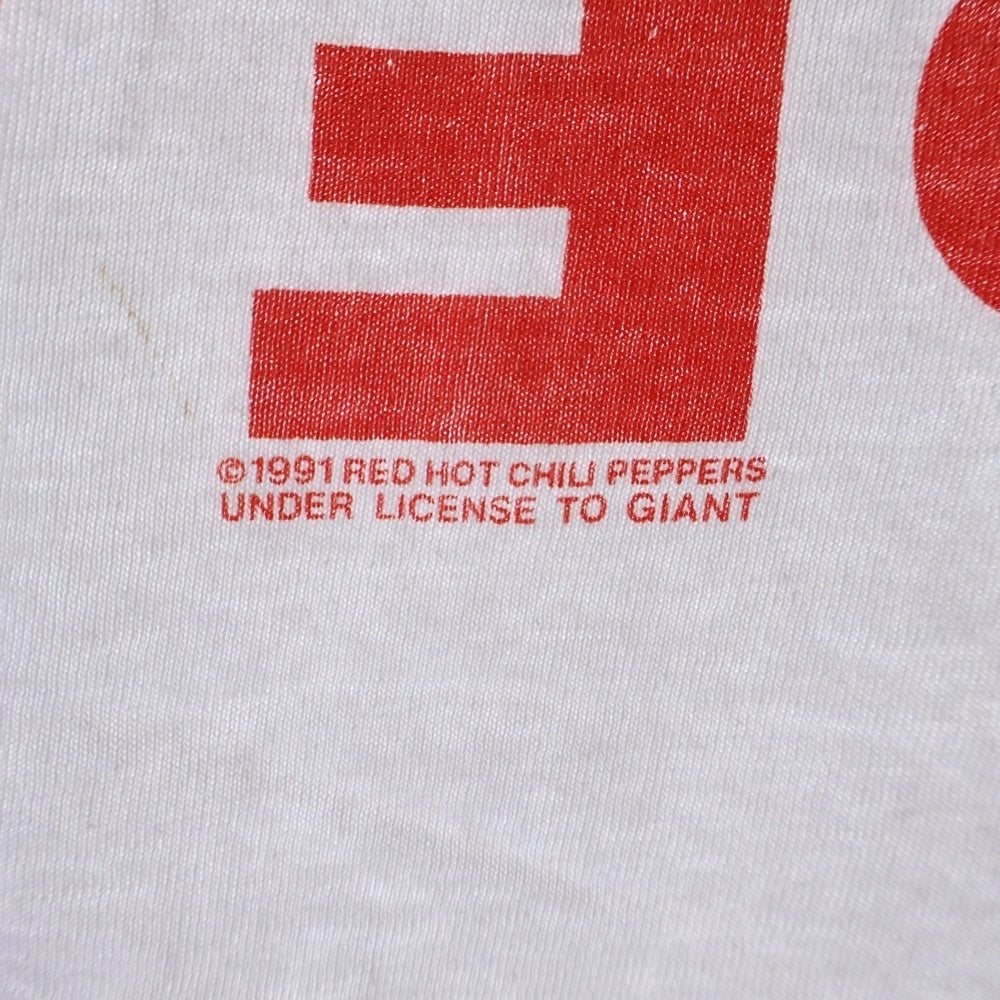 ©1991 RED HOT CHILI PEPPERS
UNDER LICENSE TO GIANT